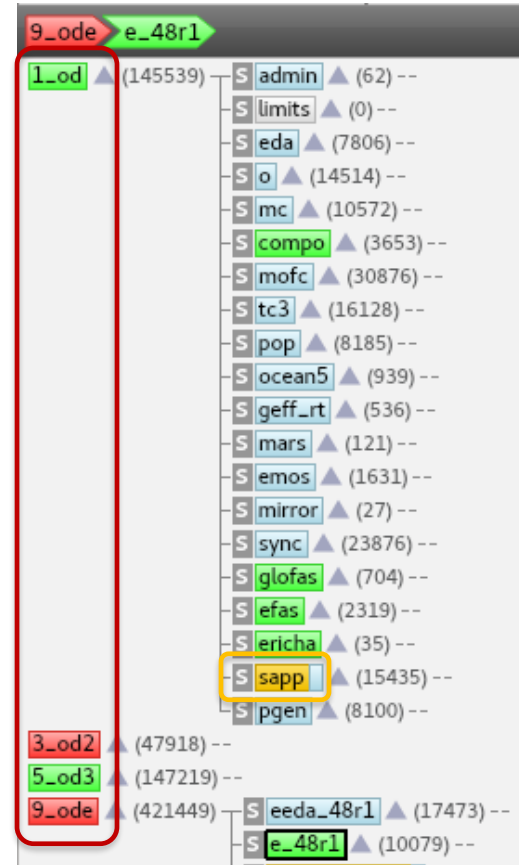 9_ode e_48r1
1_od (145539) S admin (62) --
S limits (0) --
S eda (7806) --
S o (14514) --
S mc (10572) --
S compo (3653) --
S mofc (30876) --
S tc3 (16128) --
S pop (8185) --
S ocean5 (939) --
S geff_rt (536) --
S mars (121) --
S emos (1631) --
S mirror (27) --
S sync (23876) --
S glofas (704) --
S efas (2319) --
S ericha (35) --
S sapp (15435) --
S pgen (8100) --
3_od2 (47918) --
5_od3 (147219) --
9_ode (421449) S eeda_48r1 (17473) --
S e_48r1 (10079) --